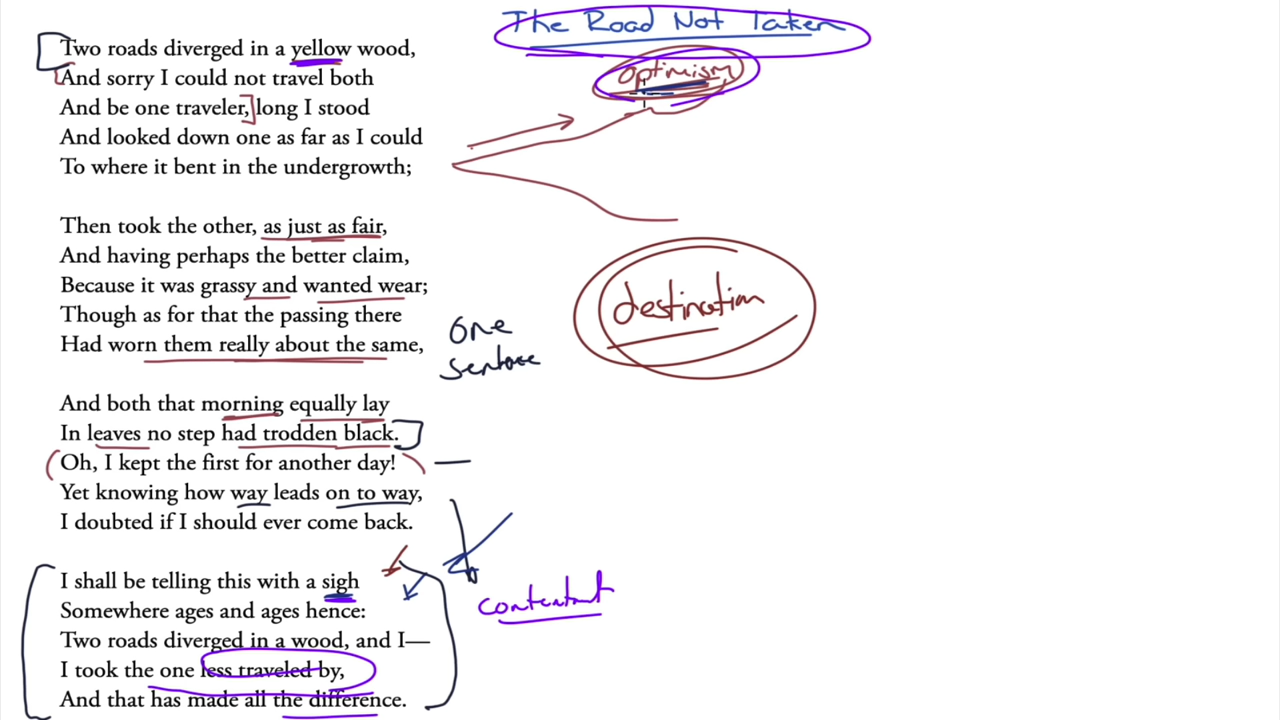 The Road Not Taken
optimism
Two roads diverged in a yellow wood,
And sorry I could not travel both
And be one traveler, long I stood
And looked down one as far as I could
To where it bent in the undergrowth;
Then took the other, as just as fair,
And having perhaps the better claim,
Because it was grassy and wanted wear;
Though as for that the passing there
Had worn them really about the same,
destination
one
And both that morning equally lay
In leaves no step had trodden black.
Oh, I kept the first for another day!
Yet knowing how way leads on to way,
I doubted if I should ever come back.
I shall be telling this with a sigh
Somewhere ages and ages hence:
Two roads diverged in a wood, and I—
I took the one less traveled by,
And that has made all the difference.